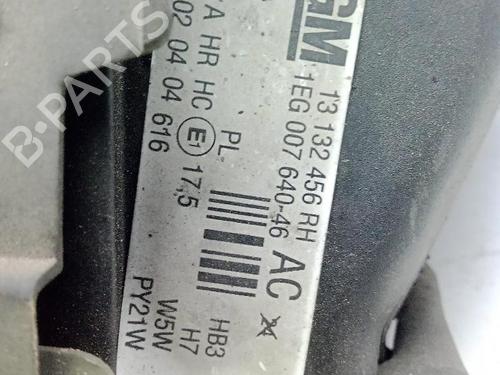 GM
13 132 456 RH
1EG 007 640-46
AC
A HR HC PL
02 04 04 616
E1
17,5
HB3
H7
W5W
PY21W
B-PARTS